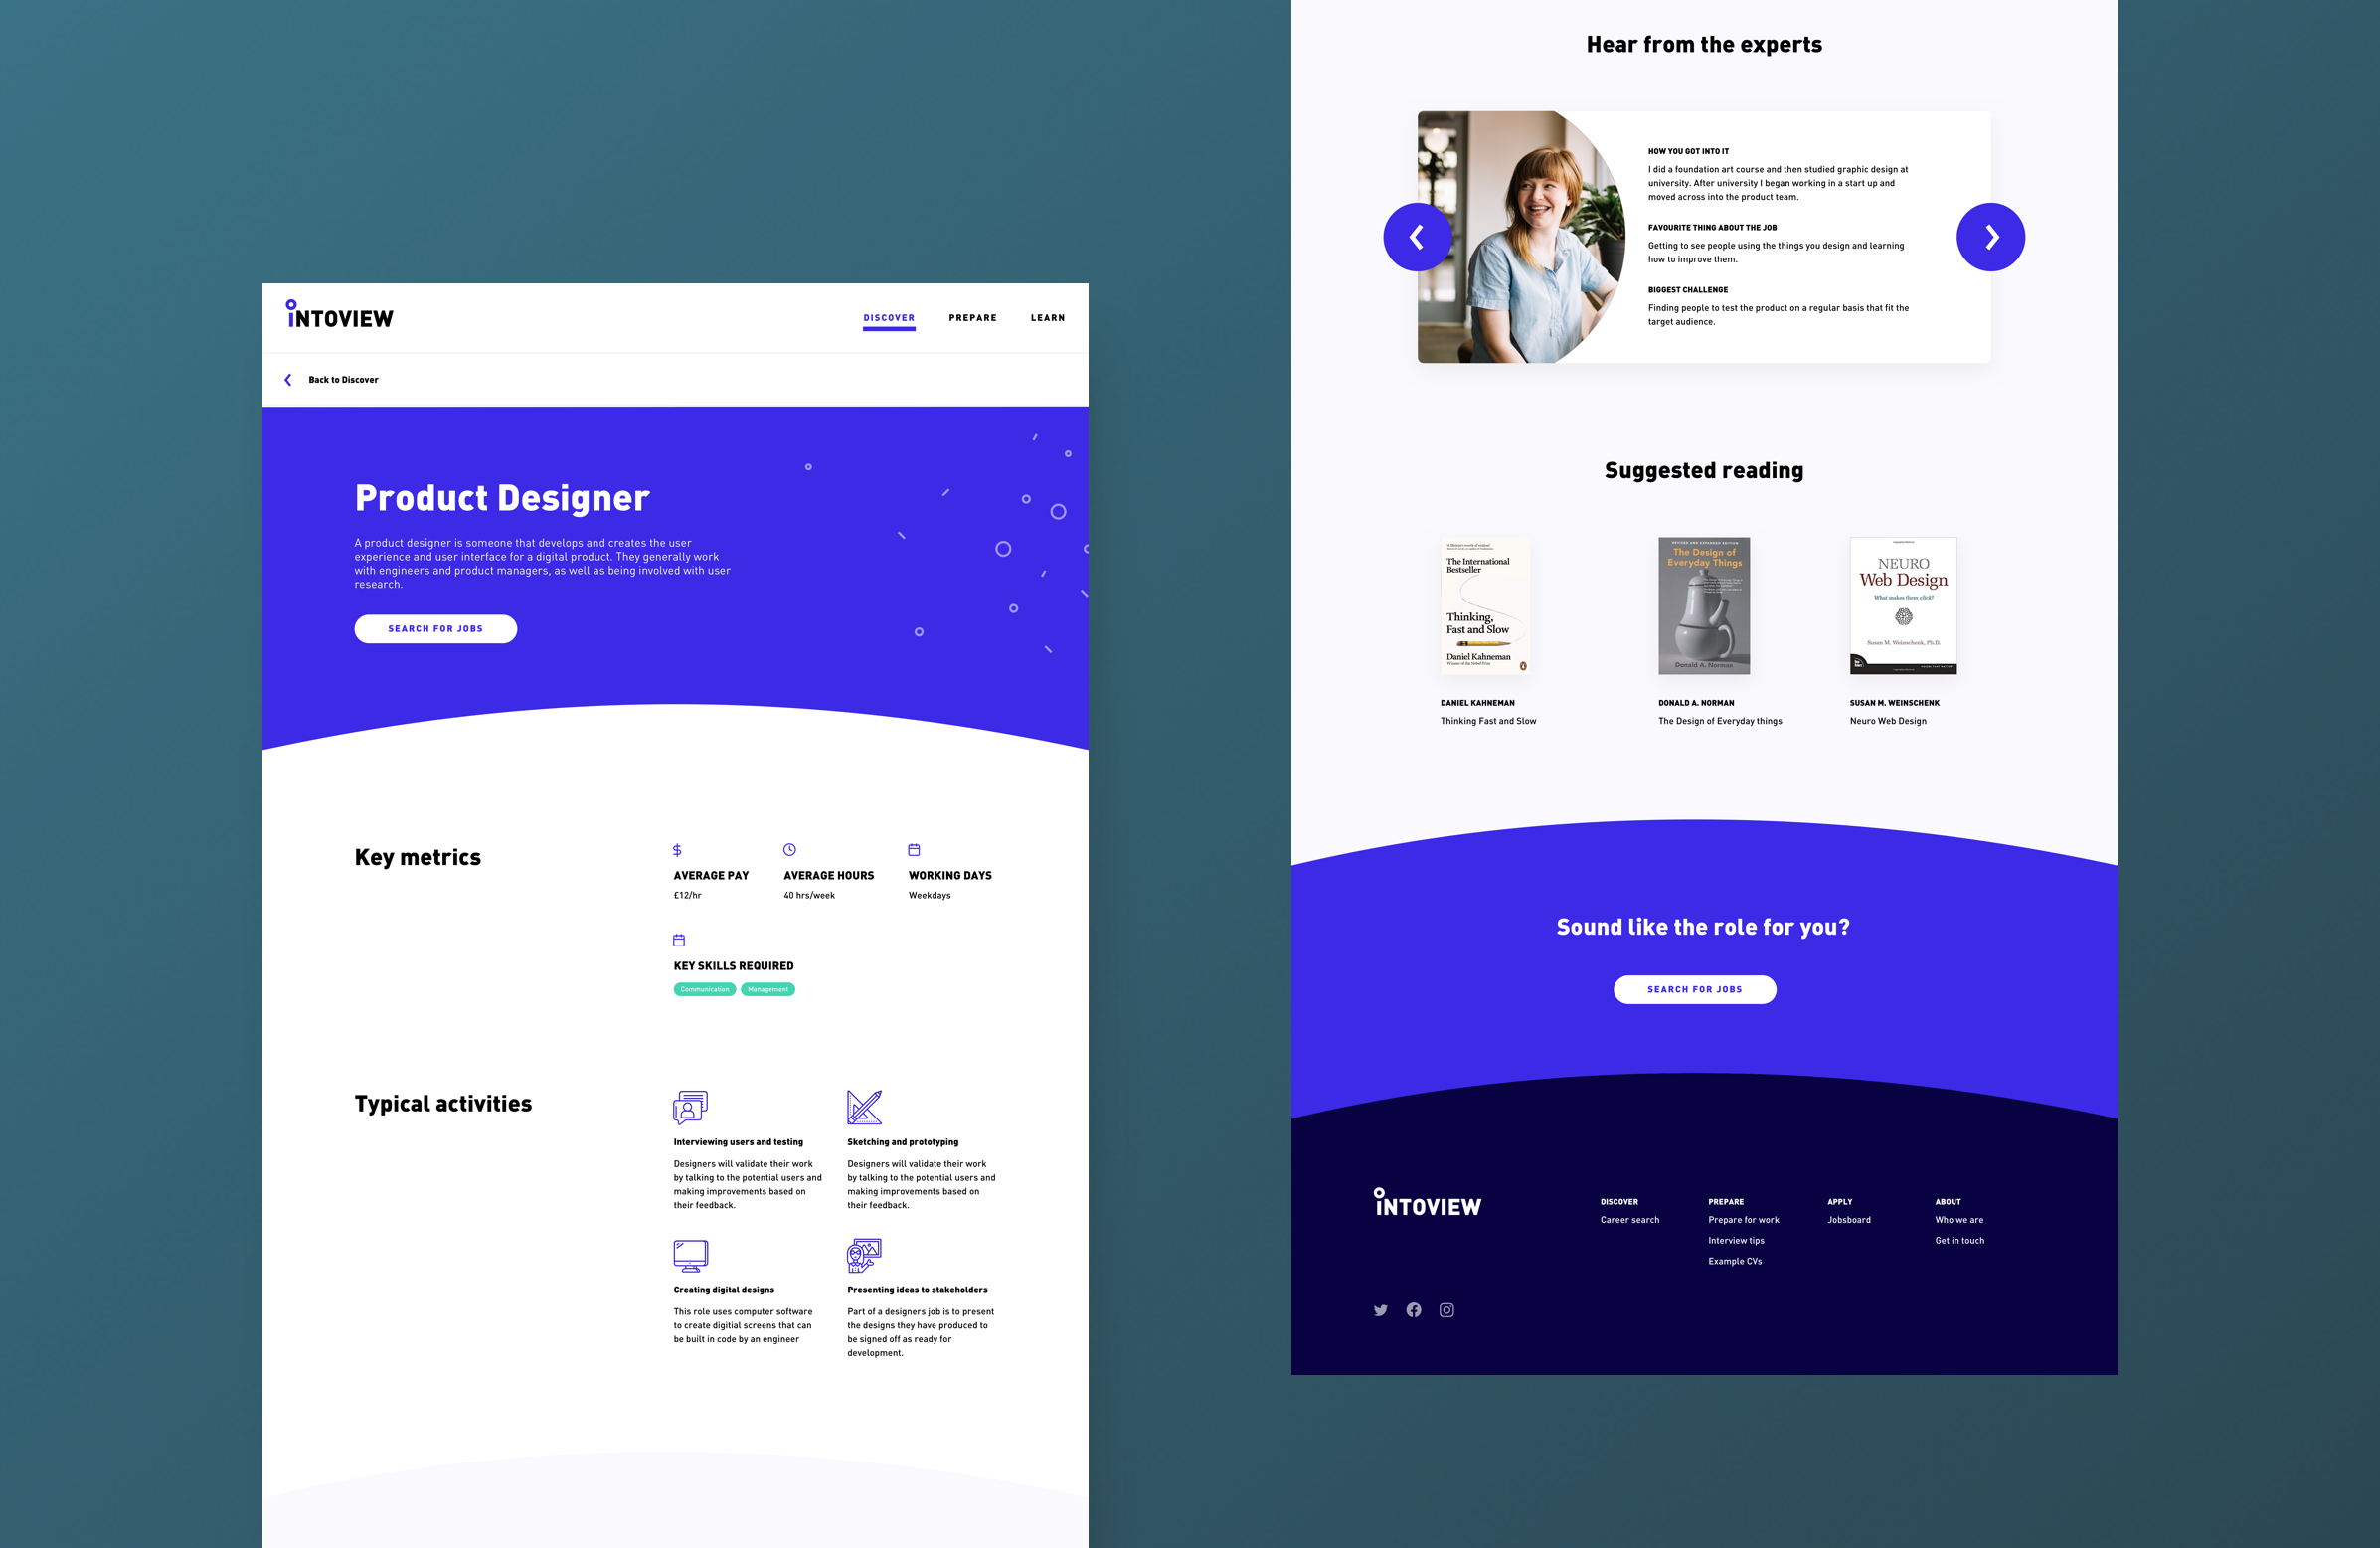 INTOVIEW
DISCOVER
PREPARE
LEARN
Back to Discover
Product Designer
A product designer is someone that develops and creates the user
experience and user interface for a digital product. They generally work
with engineers and product managers, as well as being involved with user
research.
SEARCH FOR JOBS
Key metrics
AVERAGE PAY
£12/hr
AVERAGE HOURS
40 hrs/week
WORKING DAYS
Weekdays
KEY SKILLS REQUIRED
Communication
Management
Typical activities
Interviewing users and testing
Designers will validate their work
by talking to the potential users and
making improvements based on
their feedback.
Sketching and prototyping
Designers will validate their work
by talking to the potential users and
making improvements based on
their feedback.
Creating digital designs
This role uses computer software
to create digitial screens that can
be built in code by an engineer
Presenting ideas to stakeholders
Part of a designers job is to present
the designs they have produced to
be signed off as ready for
development.
Hear from the experts
HOW YOU GOT INTO IT
I did a foundation art course and then studied graphic design at
university. After university I began working in a start up and
moved across into the product team.
FAVOURITE THING ABOUT THE JOB
Getting to see people using the things you design and learning
how to improve them.
BIGGEST CHALLENGE
Finding people to test the product on a regular basis that fit the
target audience.
Suggested reading
The International
Bestseller
Thinking,
Fast and Slow
Daniel Kahneman
Winner of the Nobel Prize
DANIEL KAHNEMAN
Thinking Fast and Slow
REVISED AND EXPANDED EDITION
The Design of
Everyday Things
Donald A. Norman
DONALD A. NORMAN
The Design of Everyday things
NEURO
Web Design
What makes them click?
Susan M. Weinschenk, Ph.D.
SUSAN M. WEINSCHENK
Neuro Web Design
Sound like the role for you?
SEARCH FOR JOBS
INTOVIEW
DISCOVER
Career search
PREPARE
Prepare for work
Interview tips
Example CVs
APPLY
Jobsboard
ABOUT
Who we are
Get in touch